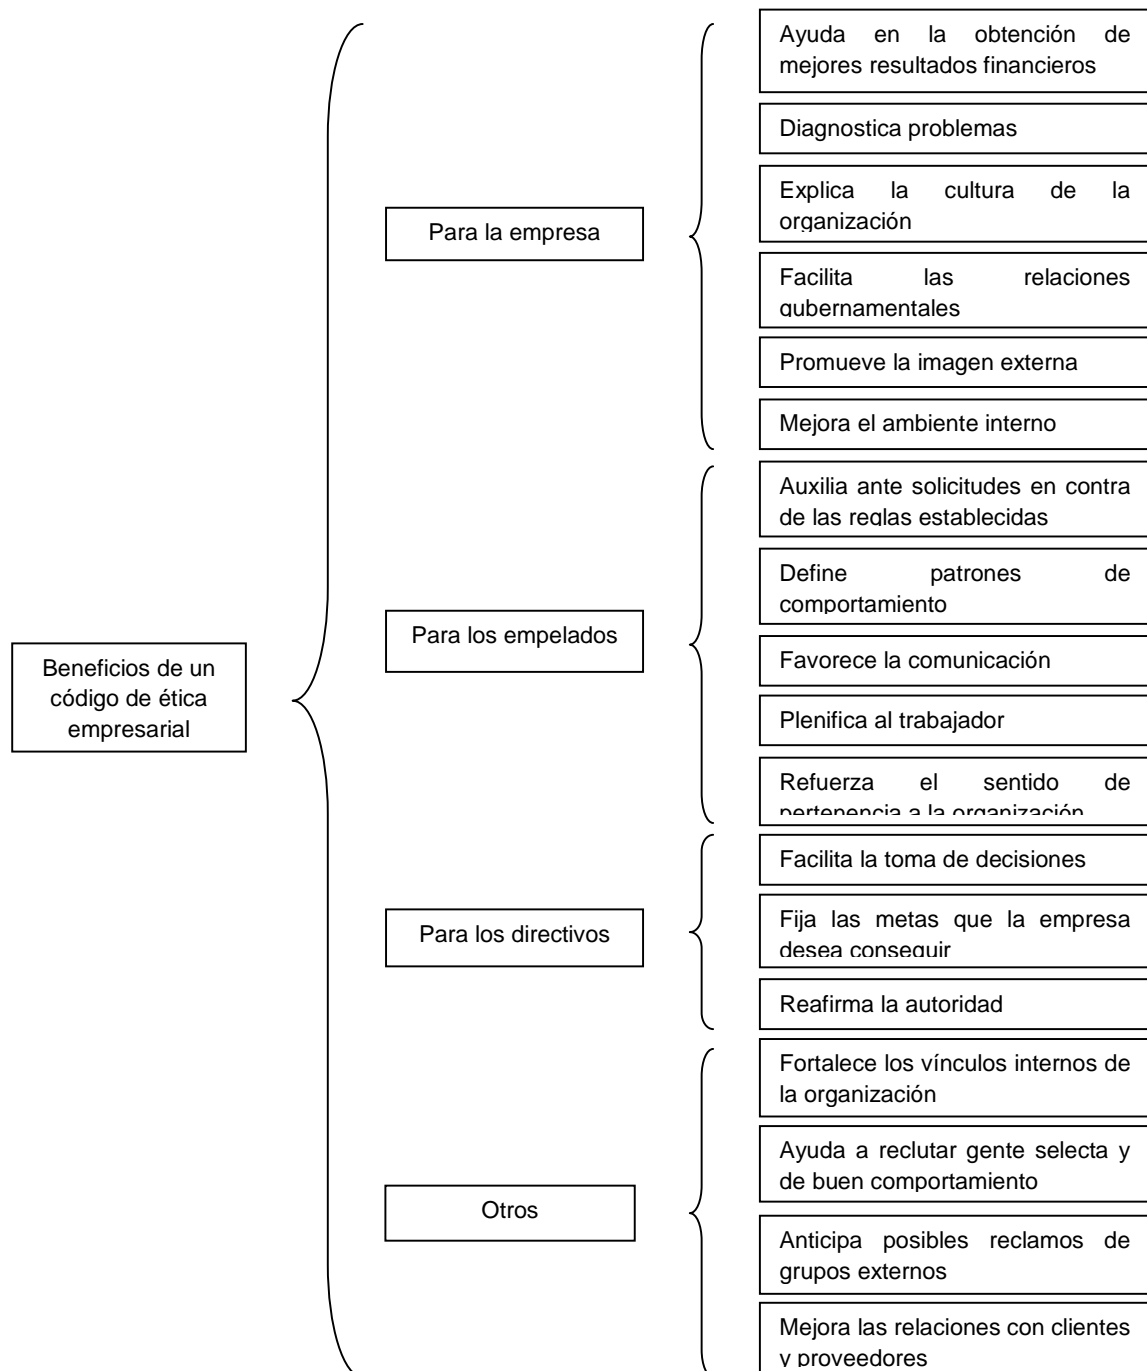 Beneficios de un
código de ética
empresarial
Para la empresa
Ayuda en la obtención de
mejores resultados financieros
Diagnostica problemas
Explica la cultura de la
organización
Facilita las relaciones
gubernamentales
Promueve la imagen externa
Mejora el ambiente interno
Para los empelados
Auxilia ante solicitudes en contra
de las reglas establecidas
Define patrones de
comportamiento
Favorece la comunicación
Plenifica al trabajador
Refuerza el sentido de
pertenencia a la organización
Para los directivos
Facilita la toma de decisiones
Fija las metas que la empresa
desea conseguir
Reafirma la autoridad
Otros
Fortalece los vínculos internos de
la organización
Ayuda a reclutar gente selecta y
de buen comportamiento
Anticipa posibles reclamos de
grupos externos
Mejora las relaciones con clientes
y proveedores